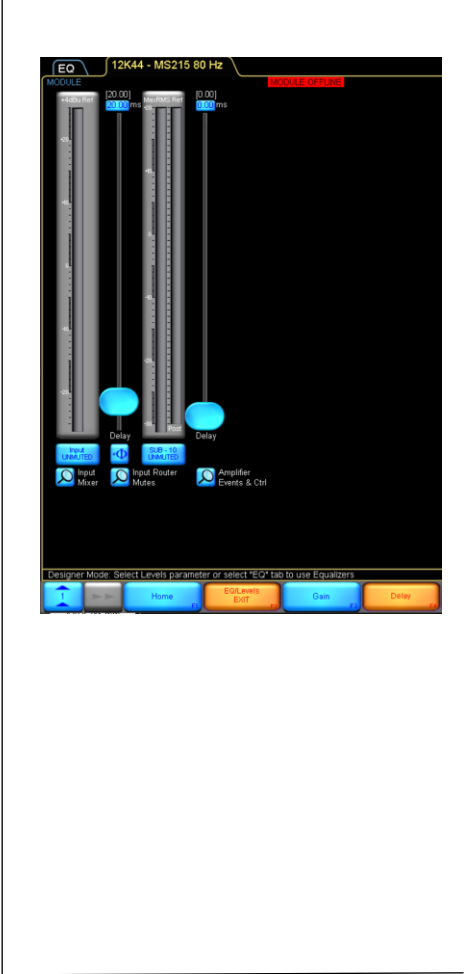 EQ
12K44 - MS215 80 Hz
MODULE
MODULE OFFLINE
+4dBu Ref
[20.00]
20.00 ms
MaxRMS Ref
[0.00]
0.00 ms
Post
Delay
Delay
Input
UNMUTED
+Φ
SUB - 10
UNMUTED
Input
Mixer
Input Router
Mutes
Amplifier
Events & Ctrl
Designer Mode: Select Levels parameter or select "EQ" tab to use Equalizers
1
Home
EQ/Levels
EXIT
Gain
Delay